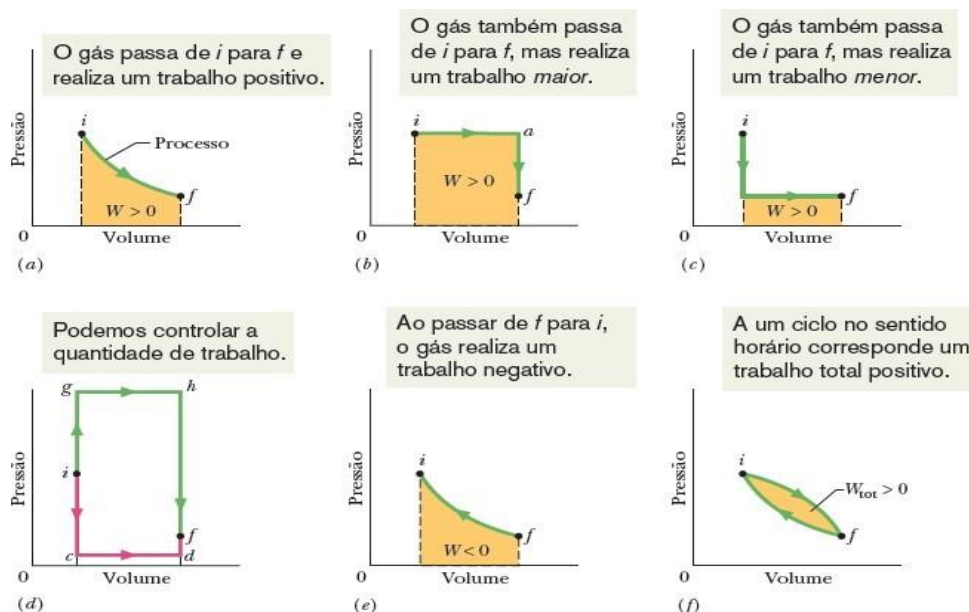 O gás passa de i para f e
realiza um trabalho positivo.
Pressão
i
Processo
f
W > 0
0
Volume
(a)
O gás também passa
de i para f, mas realiza
um trabalho maior.
Pressão
i
a
W > 0
f
0
Volume
(b)
O gás também passa
de i para f, mas realiza
um trabalho menor.
Pressão
i
f
W > 0
0
Volume
(c)
Podemos controlar a
quantidade de trabalho.
Pressão
g
h
i
f
c
d
0
Volume
(d)
Ao passar de f para i,
o gás realiza um
trabalho negativo.
Pressão
i
f
W < 0
0
Volume
(e)
A um ciclo no sentido
horário corresponde um
trabalho total positivo.
Pressão
i
Wtot > 0
f
0
Volume
(f)